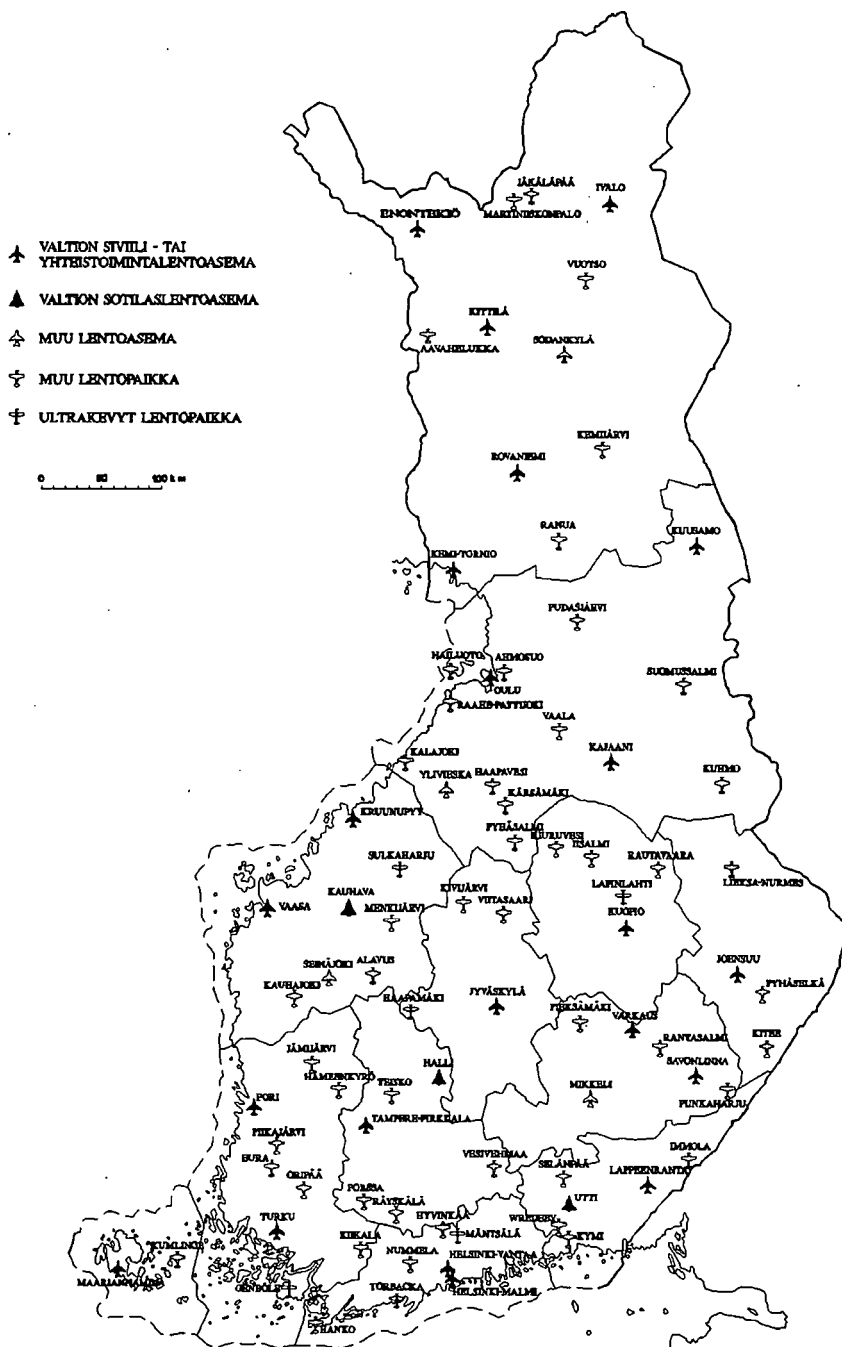 JÄKÄLÄPÄÄ
IVALO
MARTINIISKONPALO
ENONTEKIÖ
VALTION SIVIILI - TAI
YHTEISTOIMINTALENTOASEMA
VUOTSO
VALTION SOTILASLENTOASEMA
KITTILÄ
MUU LENTOASEMA
AAVAHELUKKA
SODANKYLÄ
MUU LENTOPAIKKA
ULTRAKEVYT LENTOPAIKKA
KEMIJÄRVI
ROVANIEMI
0 50 100 km
RANUA
KUUSAMO
KEMI-TORNIO
PUDASJÄRVI
HAILUOTO
AHMOSUO
SUOMUSSALMI
OULU
RAAHE-PATTIJOKI
VAALA
KALAJOKI
KAJAANI
YLIVIESKA
HAAPAVESI
KUHMO
KÄRSÄMÄKI
KRUUNUPYY
PYHÄSALMI
KIURUVESI
IISALMI
SULKAHARJU
RAUTAVAARA
LIEKSA-NURMES
KAUHAVA
KIVIJÄRVI
LAPINLAHTI
VAASA
MENKIJÄRVI
VIITASAARI
KUOPIO
SEINÄJOKI
ALAVUS
JOENSUU
KAUHAJOKI
JYVÄSKYLÄ
PYHÄSELKÄ
HAAPAMÄKI
PIEKSÄMÄKI
VARKAUS
RANTASALMI
KITEE
JÄMIJÄRVI
HALLI
SAVONLINNA
HÄMEENKYRÖ
TEISKO
MIKKELI
PUNKAHARJU
PORI
TAMPERE-PIRKKALA
PIIKAJÄRVI
IMMOLA
EURA
VESIVEHMAA
SELÄNPÄÄ
LAPPEENRANTA
ORIPÄÄ
FORSSA
UTTI
RÄYSKÄLÄ
TURKU
HYVINKÄÄ
WREDEBY
MÄNTSÄLÄ
KYMI
KUMLINGE
KIIKALA
NUMMELA
HELSINKI-VANTAA
MAARIANHAMINA
GENBÖLE
TORBACKA
HELSINKI-MALMI
HANKO